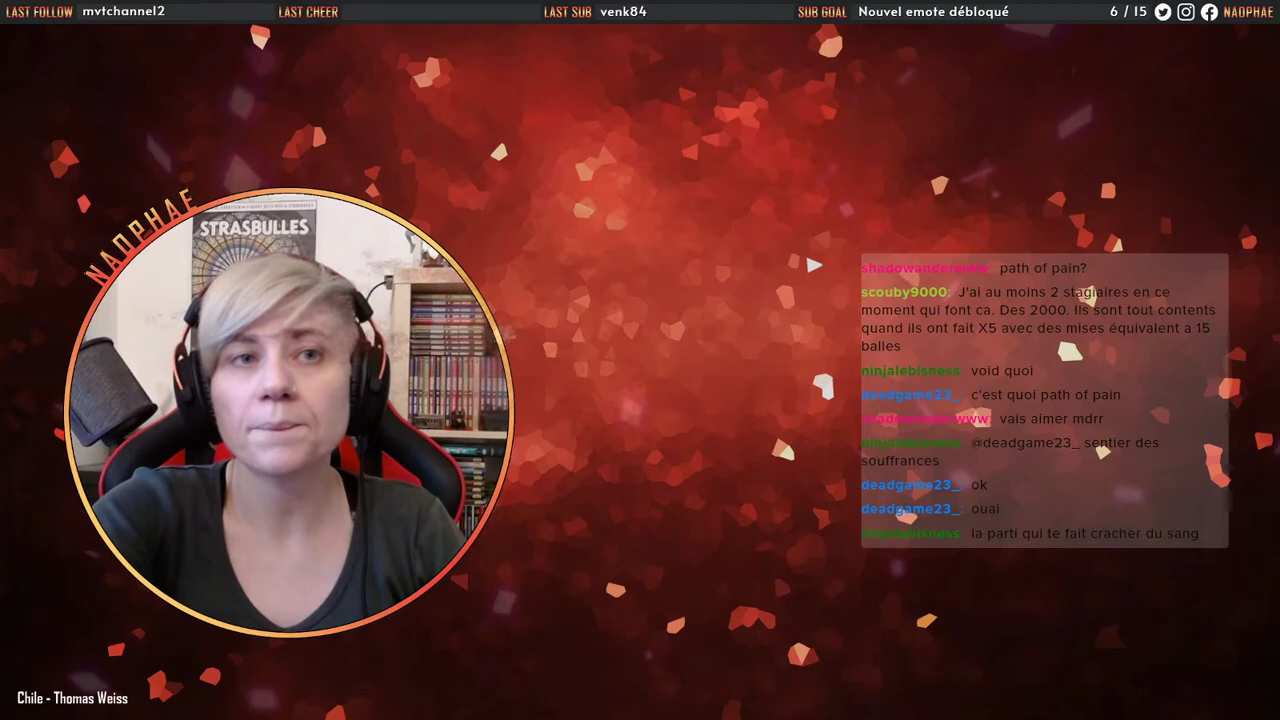 LAST FOLLOW mvtchannel2 LAST CHEER LAST SUB venk84 SUB GOAL Nouvel emote débloqué 6 / 15 NAOPHAE
NAOPHAE
STRASBULLES
shadowanderwww: path of pain?
scouby9000: J'ai au moins 2 stagiaires en ce
moment qui font ca. Des 2000. Ils sont tout contents
quand ils ont fait X5 avec des mises équivalent a 15
balles
ninjalebisness: void quoi
deadgame23_: c'est quoi path of pain
shadowanderwww: vais aimer mdrr
ninjalebisness: @deadgame23_ sentier des
souffrances
deadgame23_: ok
deadgame23_: ouai
ninjalebisness: la parti qui te fait cracher du sang
Chile - Thomas Weiss